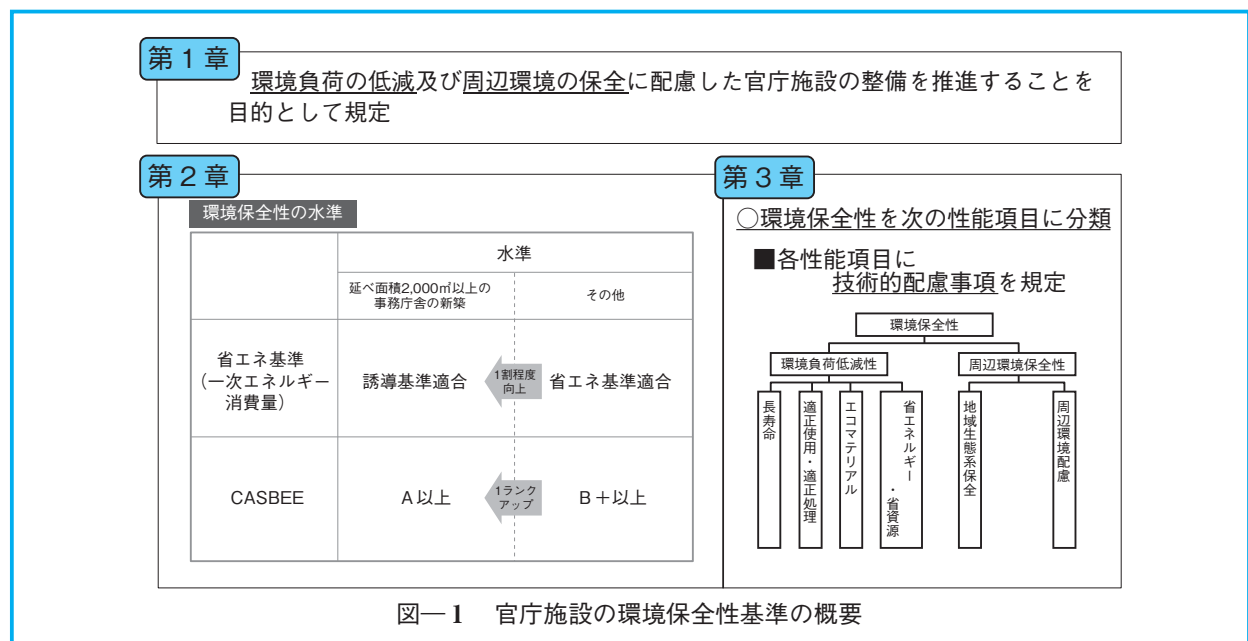 第1章
環境負荷の低減及び周辺環境の保全に配慮した官庁施設の整備を推進することを
目的として規定
第2章
環境保全性の水準
水準
延べ面積2,000㎡以上の
事務庁舎の新築
その他
省エネ基準
(一次エネルギー
消費量)
誘導基準適合
1割程度
向上
省エネ基準適合
CASBEE
A以上
1ランク
アップ
B+以上
第3章
○環境保全性を次の性能項目に分類
■各性能項目に
技術的配慮事項を規定
環境保全性
環境負荷低減性
周辺環境保全性
長寿命
適正使用・適正処理
エコマテリアル
省エネルギー
・省資源
地域生態系保全
周辺環境配慮
図―1 官庁施設の環境保全性基準の概要